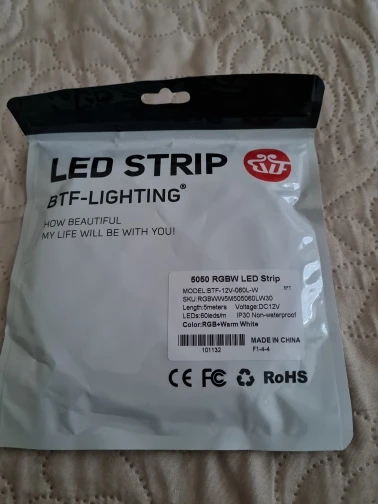 LED STRIP
BTF-LIGHTING®
HOW BEAUTIFUL
MY LIFE WILL BE WITH YOU!
5050 RGBW LED Strip
MODEL:BTF-12V-060L-W
SKU:RGBWW5M505060LW30
Length:5meters Voltage:DC12V
LEDs:60leds/m IP30 Non-waterproof
Color:RGB+Warm White
MADE IN CHINA
101132 F1-4-4
CE FC RoHS